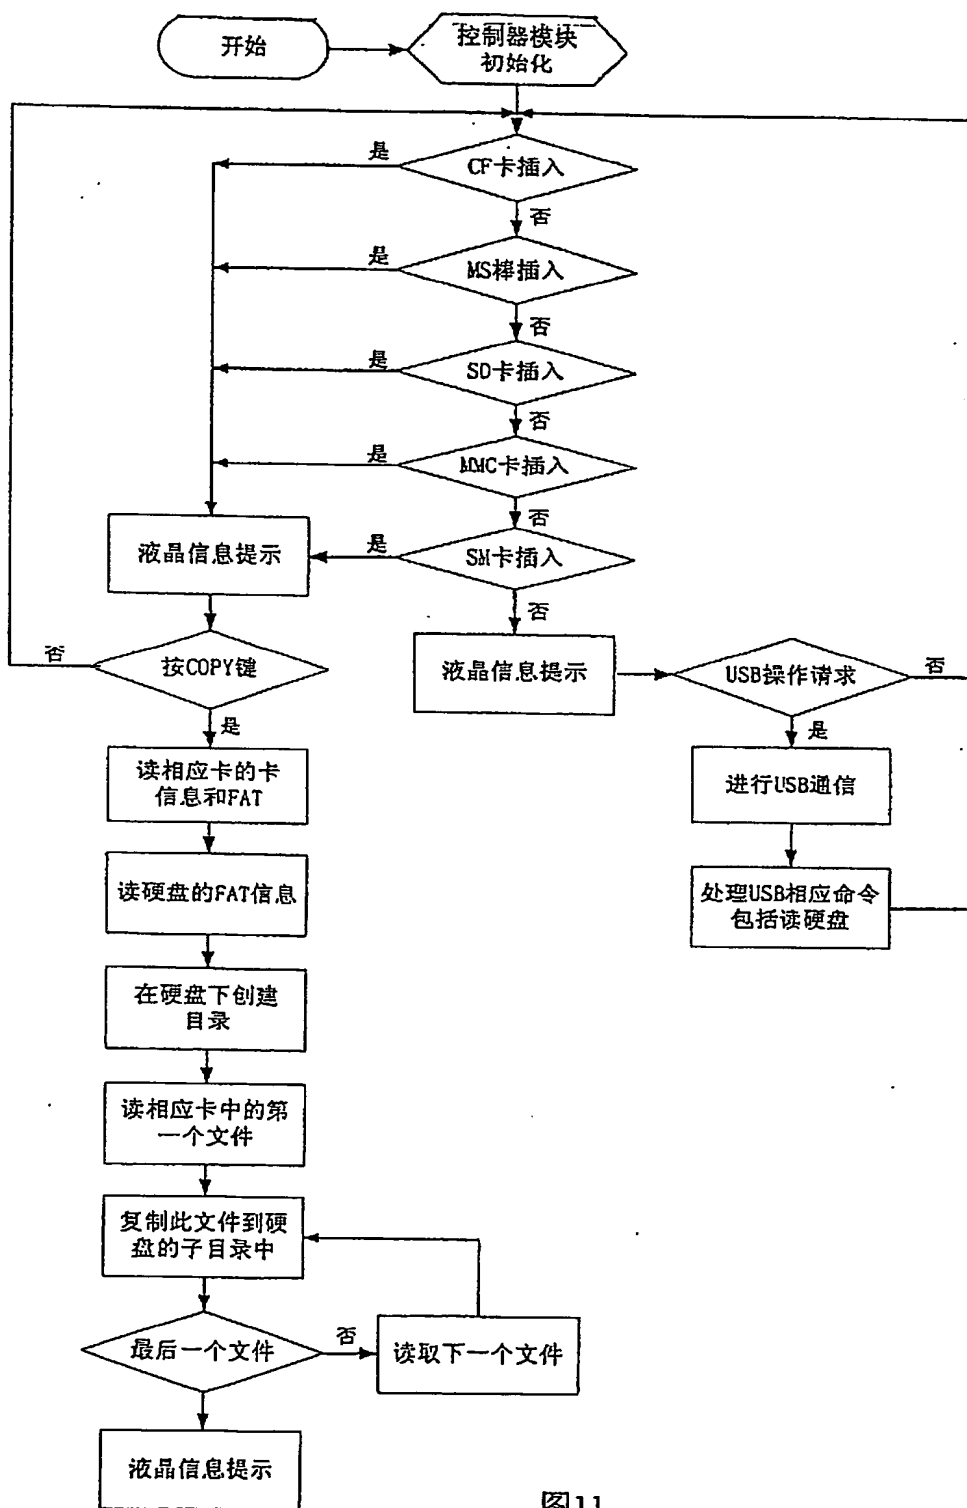 开始
控制器模块
初始化
是
CF卡插入
否
是
MS棒插入
否
是
SD卡插入
否
是
MMC卡插入
否
液晶信息提示
是
SM卡插入
否
否
按COPY键
是
液晶信息提示
USB操作请求
否
是
读相应卡的卡
信息和FAT
进行USB通信
读硬盘的FAT信息
处理USB相应命令
包括读硬盘
在硬盘下创建
目录
读相应卡中的第
一个文件
复制此文件到硬
盘的子目录中
最后一个文件
否
读取下一个文件
液晶信息提示
图11